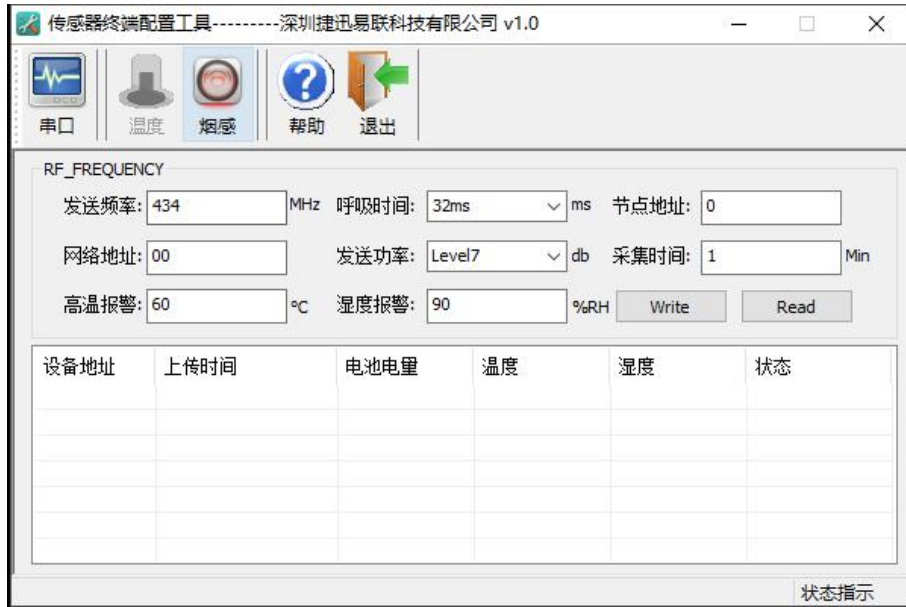 传感器终端配置工具---------深圳捷迅易联科技有限公司 v1.0
串口 温度 烟感 帮助 退出
RF_FREQUENCY
发送频率: 434 MHz 呼吸时间: 32ms ms 节点地址: 0
网络地址: 00 发送功率: Level7 db 采集时间: 1 Min
高温报警: 60 ℃ 湿度报警: 90 %RH Write Read
设备地址 上传时间 电池电量 温度 湿度 状态
状态指示